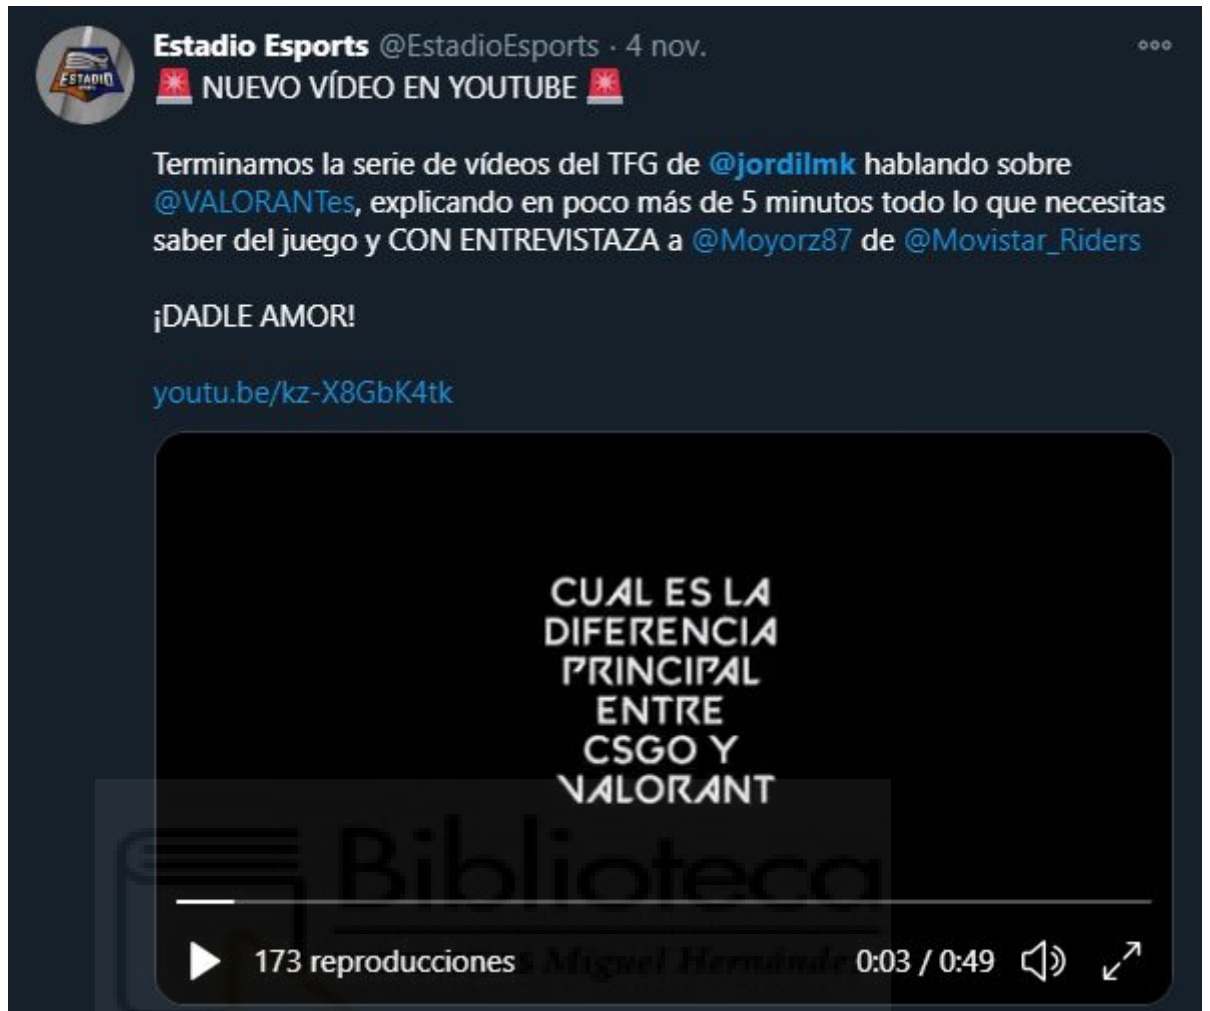 Estadio Esports @EstadioEsports · 4 nov.
🚨 NUEVO VÍDEO EN YOUTUBE 🚨
Terminamos la serie de vídeos del TFG de @jordilmk hablando sobre
@VALORANTes, explicando en poco más de 5 minutos todo lo que necesitas
saber del juego y CON ENTREVISTAZA a @Moyorz87 de @Movistar_Riders
¡DADLE AMOR!
youtu.be/kz-X8GbK4tk
CUAL ES LA
DIFERENCIA
PRINCIPAL
ENTRE
CSGO Y
VALORANT
Biblioteca
173 reproducciones
Miguel Hernández
0:03 / 0:49
ESTADIO